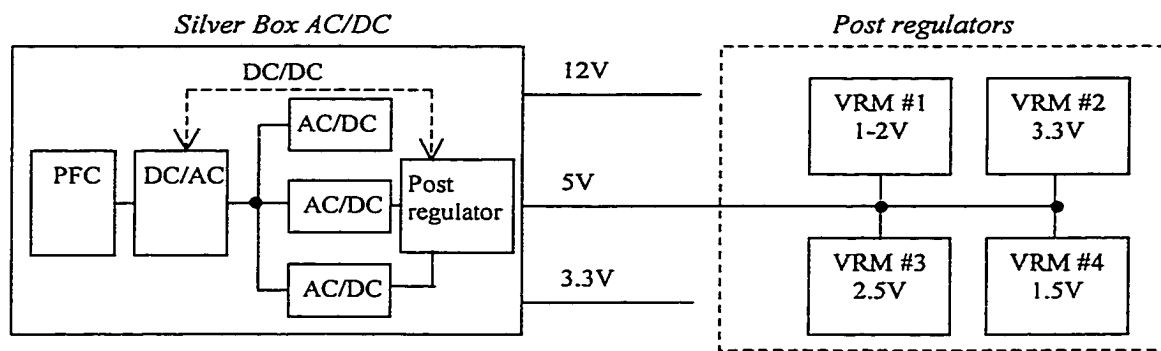 Silver Box AC/DC
Post regulators
DC/DC
12V
AC/DC
PFC
DC/AC
AC/DC
Post
regulator
AC/DC
5V
3.3V
VRM #1
1-2V
VRM #2
3.3V
VRM #3
2.5V
VRM #4
1.5V